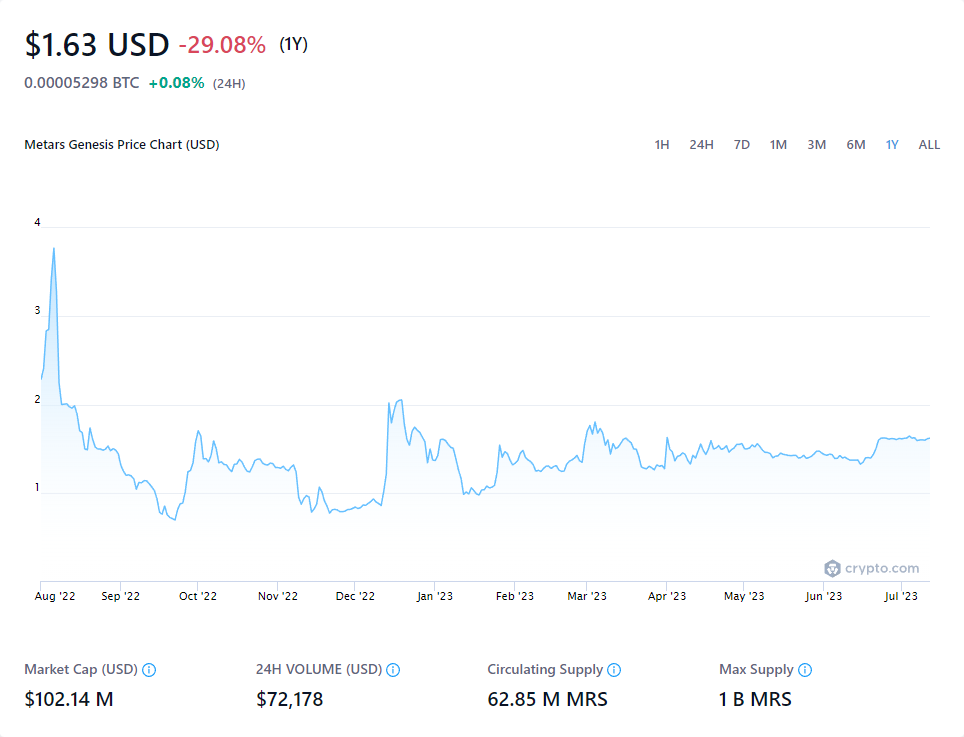 $1.63 USD -29.08% (1Y)
0.00005298 BTC +0.08% (24H)
Metars Genesis Price Chart (USD)
1H 24H 7D 1M 3M 6M 1Y ALL
4
3
2
1
crypto.com
Aug '22 Sep '22 Oct '22 Nov '22 Dec '22 Jan '23 Feb '23 Mar '23 Apr '23 May '23 Jun '23 Jul '23
Market Cap (USD) 24H VOLUME (USD) Circulating Supply Max Supply
$102.14 M $72,178 62.85 M MRS 1 B MRS